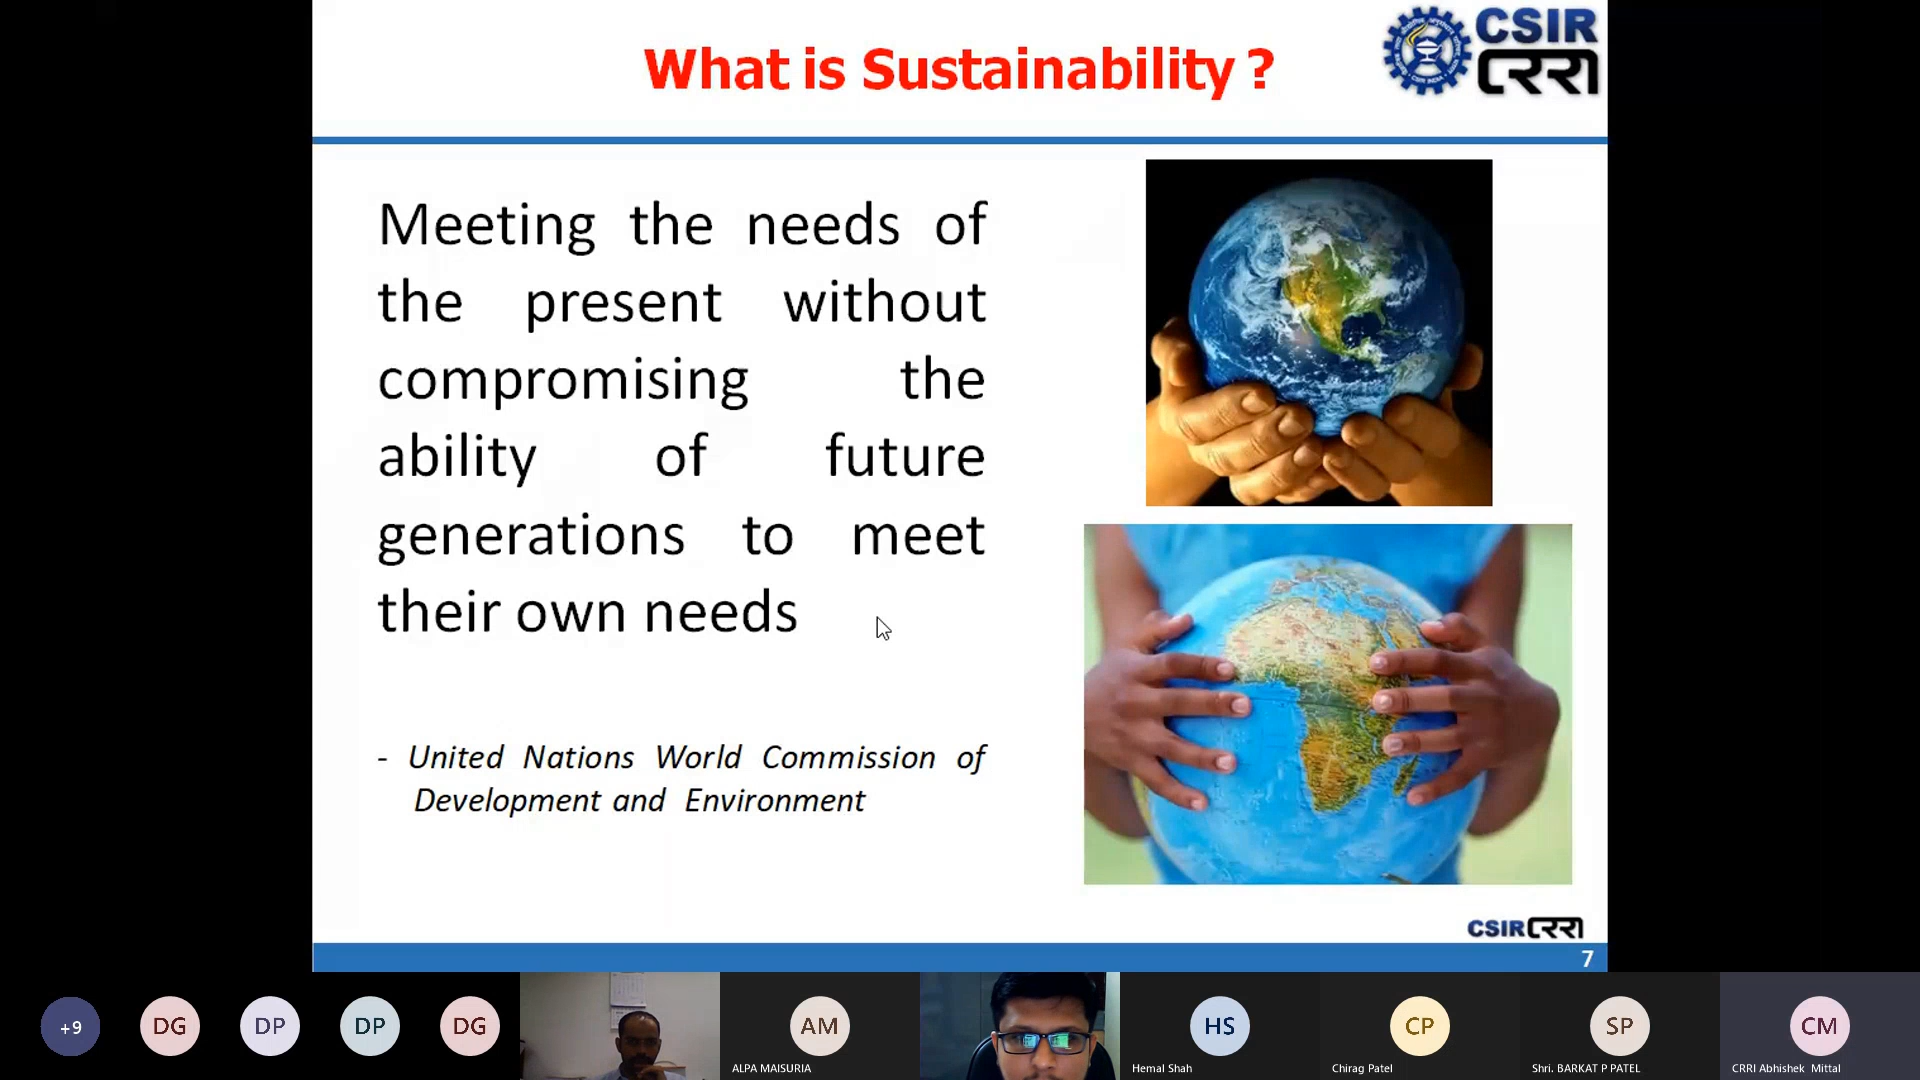 What is Sustainability ?
CSIR
CRRI
Meeting the needs of
the present without
compromising the
ability of future
generations to meet
their own needs
- United Nations World Commission of
Development and Environment
CSIR CRRI
7
+9
DG
DP
DP
DG
AM
ALPA MAISURIA
HS
Hemal Shah
CP
Chirag Patel
SP
Shri. BARKAT P PATEL
CM
CRRI Abhishek Mittal